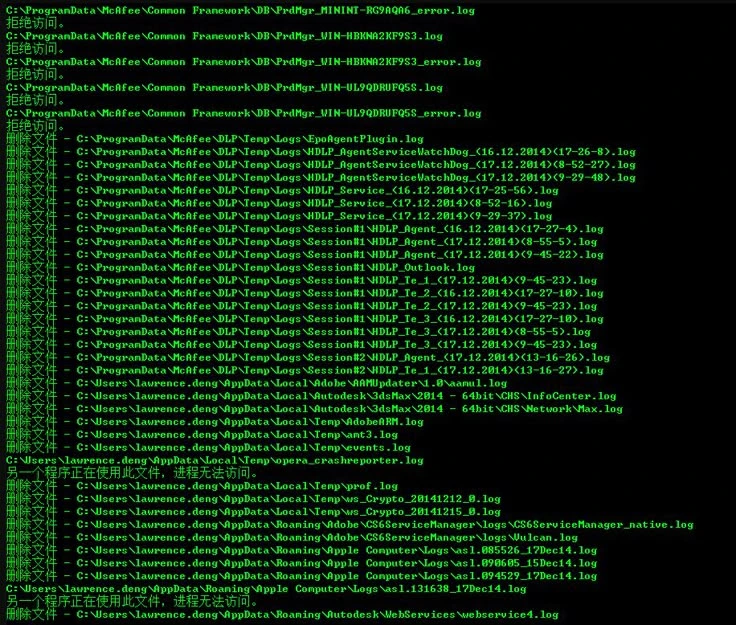 C:\ProgramData\McAfee\Common Framework\DB\PrdMgr_MININT-RG9AQA6_error.log
拒绝访问。
C:\ProgramData\McAfee\Common Framework\DB\PrdMgr_WIN-HBKNA2KF9S3.log
拒绝访问。
C:\ProgramData\McAfee\Common Framework\DB\PrdMgr_WIN-HBKNA2KF9S3_error.log
拒绝访问。
C:\ProgramData\McAfee\Common Framework\DB\PrdMgr_WIN-UL9QDRUFQ5S.log
拒绝访问。
C:\ProgramData\McAfee\Common Framework\DB\PrdMgr_WIN-UL9QDRUFQ5S_error.log
拒绝访问。
删除文件 - C:\ProgramData\McAfee\DLP\Temp\Logs\EpoAgentPlugin.log
删除文件 - C:\ProgramData\McAfee\DLP\Temp\Logs\HDLP_AgentServiceWatchDog_(16.12.2014)(17-26-8).log
删除文件 - C:\ProgramData\McAfee\DLP\Temp\Logs\HDLP_AgentServiceWatchDog_(17.12.2014)(8-52-27).log
删除文件 - C:\ProgramData\McAfee\DLP\Temp\Logs\HDLP_AgentServiceWatchDog_(17.12.2014)(9-29-48).log
删除文件 - C:\ProgramData\McAfee\DLP\Temp\Logs\HDLP_Service_(16.12.2014)(17-25-56).log
删除文件 - C:\ProgramData\McAfee\DLP\Temp\Logs\HDLP_Service_(17.12.2014)(8-52-16).log
删除文件 - C:\ProgramData\McAfee\DLP\Temp\Logs\HDLP_Service_(17.12.2014)(9-29-37).log
删除文件 - C:\ProgramData\McAfee\DLP\Temp\Logs\Session#1\HDLP_Agent_(16.12.2014)(17-27-4).log
删除文件 - C:\ProgramData\McAfee\DLP\Temp\Logs\Session#1\HDLP_Agent_(17.12.2014)(8-55-5).log
删除文件 - C:\ProgramData\McAfee\DLP\Temp\Logs\Session#1\HDLP_Agent_(17.12.2014)(9-45-22).log
删除文件 - C:\ProgramData\McAfee\DLP\Temp\Logs\Session#1\HDLP_Outlook.log
删除文件 - C:\ProgramData\McAfee\DLP\Temp\Logs\Session#1\HDLP_Te_1_(17.12.2014)(9-45-23).log
删除文件 - C:\ProgramData\McAfee\DLP\Temp\Logs\Session#1\HDLP_Te_2_(16.12.2014)(17-27-10).log
删除文件 - C:\ProgramData\McAfee\DLP\Temp\Logs\Session#1\HDLP_Te_2_(17.12.2014)(9-45-23).log
删除文件 - C:\ProgramData\McAfee\DLP\Temp\Logs\Session#1\HDLP_Te_3_(16.12.2014)(17-27-10).log
删除文件 - C:\ProgramData\McAfee\DLP\Temp\Logs\Session#1\HDLP_Te_3_(17.12.2014)(8-55-5).log
删除文件 - C:\ProgramData\McAfee\DLP\Temp\Logs\Session#1\HDLP_Te_3_(17.12.2014)(9-45-23).log
删除文件 - C:\ProgramData\McAfee\DLP\Temp\Logs\Session#2\HDLP_Agent_(17.12.2014)(13-16-26).log
删除文件 - C:\ProgramData\McAfee\DLP\Temp\Logs\Session#2\HDLP_Te_1_(17.12.2014)(13-16-27).log
删除文件 - C:\Users\lawrence.deng\AppData\Local\Adobe\AAMUpdater\1.0\aamul.log
删除文件 - C:\Users\lawrence.deng\AppData\Local\Autodesk\3dsMax\2014 - 64bit\CHS\InfoCenter.log
删除文件 - C:\Users\lawrence.deng\AppData\Local\Autodesk\3dsMax\2014 - 64bit\CHS\Network\Max.log
删除文件 - C:\Users\lawrence.deng\AppData\Local\Temp\AdobeARM.log
删除文件 - C:\Users\lawrence.deng\AppData\Local\Temp\amt3.log
删除文件 - C:\Users\lawrence.deng\AppData\Local\Temp\events.log
C:\Users\lawrence.deng\AppData\Local\Temp\opera_crashreporter.log
另一个程序正在使用此文件，进程无法访问。
删除文件 - C:\Users\lawrence.deng\AppData\Local\Temp\prof.log
删除文件 - C:\Users\lawrence.deng\AppData\Local\Temp\ws_Crypto_20141212_0.log
删除文件 - C:\Users\lawrence.deng\AppData\Local\Temp\ws_Crypto_20141215_0.log
删除文件 - C:\Users\lawrence.deng\AppData\Roaming\Adobe\CS6ServiceManager\logs\CS6ServiceManager_native.log
删除文件 - C:\Users\lawrence.deng\AppData\Roaming\Adobe\CS6ServiceManager\logs\Vulcan.log
删除文件 - C:\Users\lawrence.deng\AppData\Roaming\Apple Computer\Logs\asl.085526_17Dec14.log
删除文件 - C:\Users\lawrence.deng\AppData\Roaming\Apple Computer\Logs\asl.090605_15Dec14.log
删除文件 - C:\Users\lawrence.deng\AppData\Roaming\Apple Computer\Logs\asl.094529_17Dec14.log
C:\Users\lawrence.deng\AppData\Roaming\Apple Computer\Logs\asl.131638_17Dec14.log
另一个程序正在使用此文件，进程无法访问。
删除文件 - C:\Users\lawrence.deng\AppData\Roaming\Autodesk\WebServices\webservice4.log